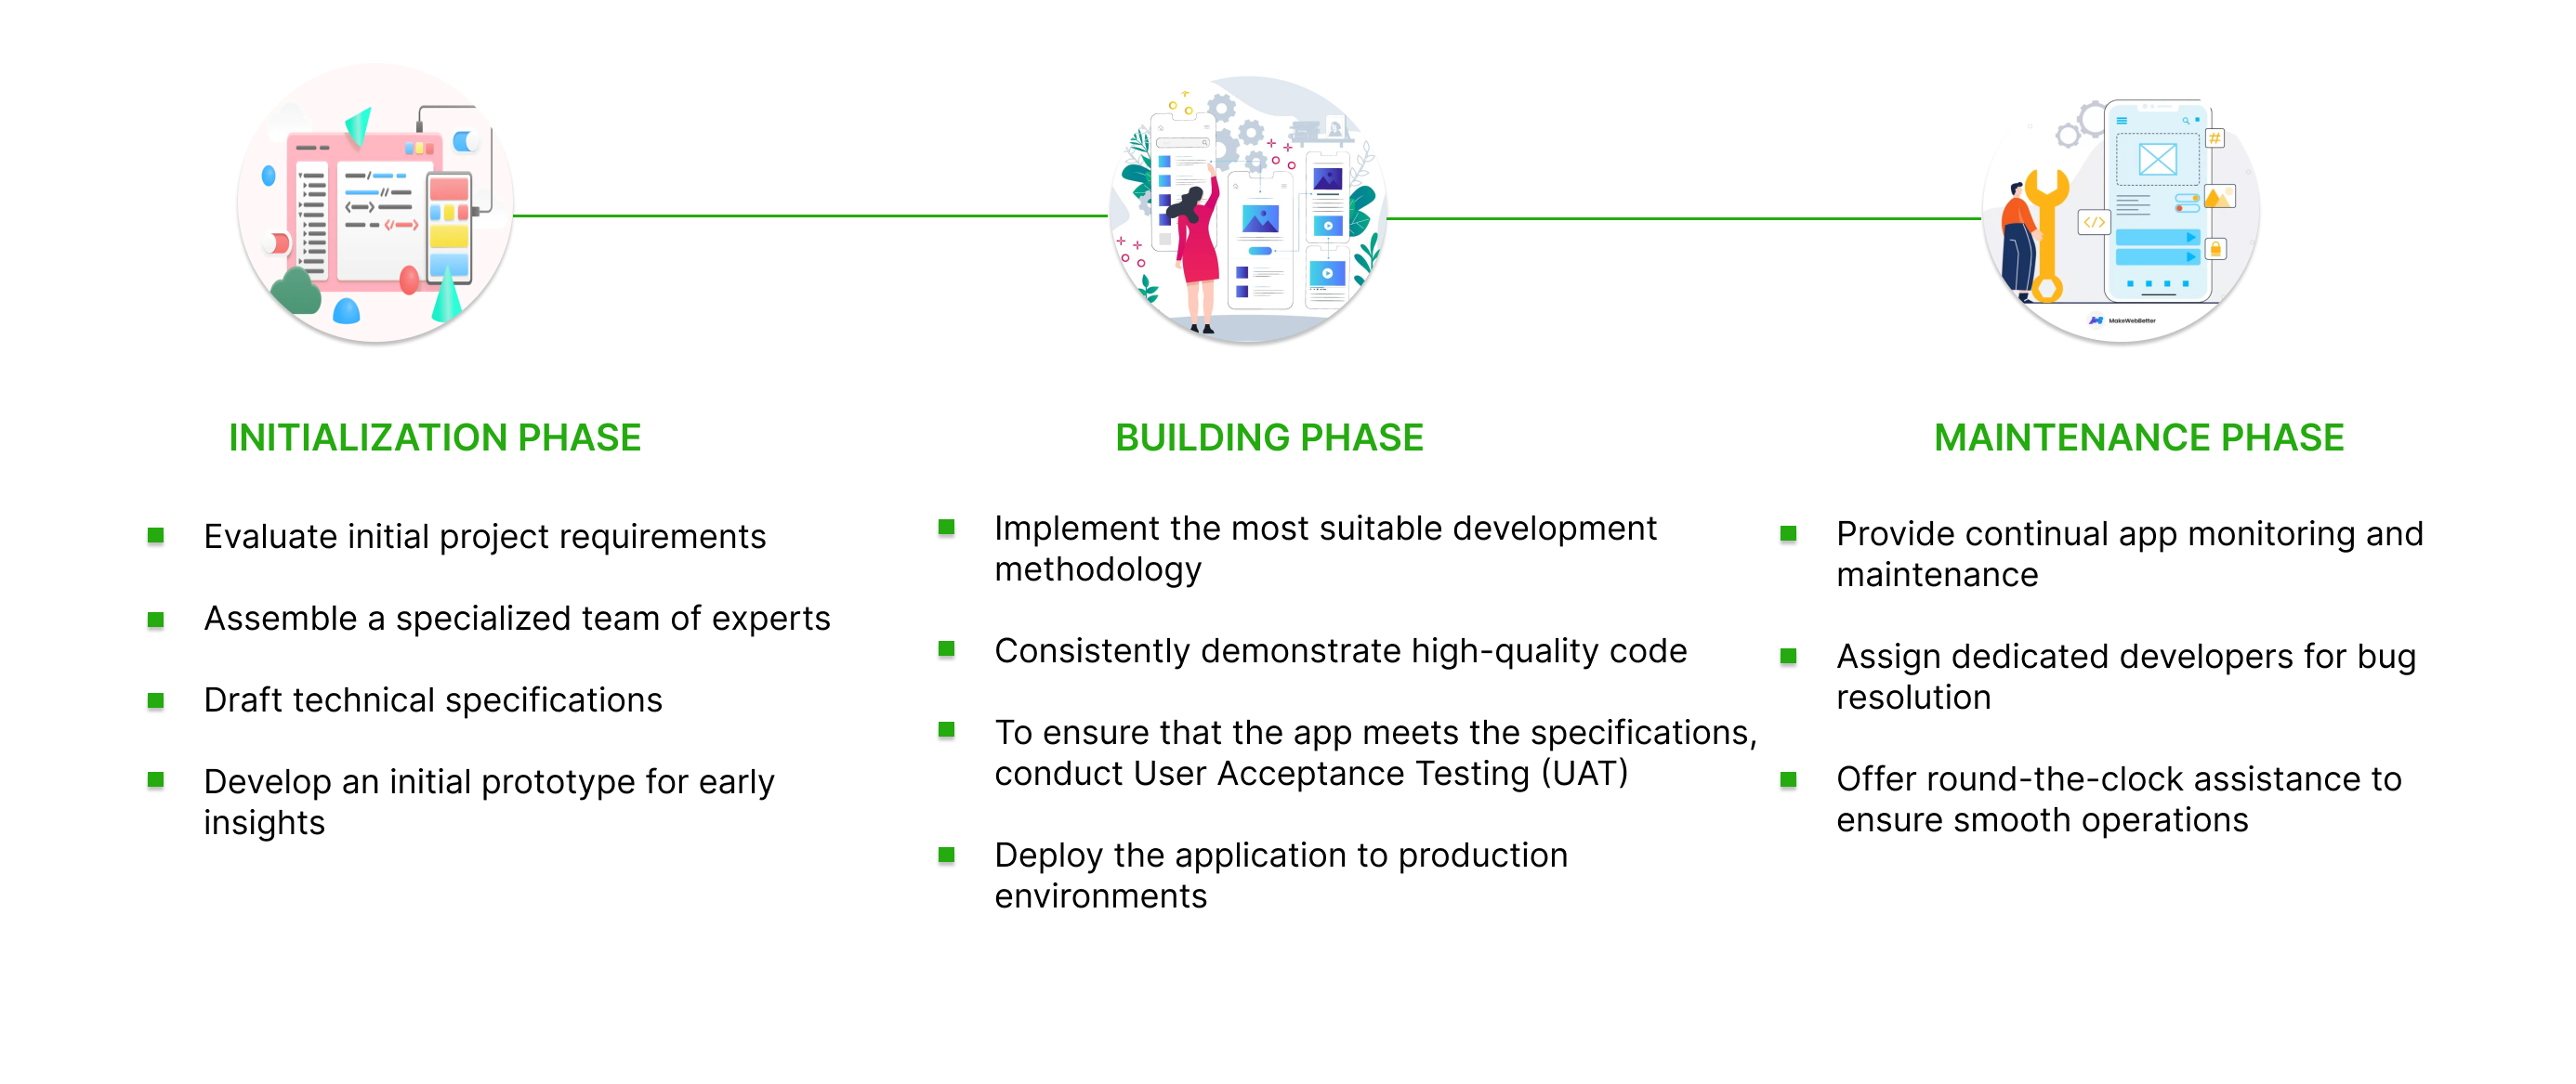 MakeWebBetter
INITIALIZATION PHASE
Evaluate initial project requirements
Assemble a specialized team of experts
Draft technical specifications
Develop an initial prototype for early
insights
BUILDING PHASE
Implement the most suitable development
methodology
Consistently demonstrate high-quality code
To ensure that the app meets the specifications,
conduct User Acceptance Testing (UAT)
Deploy the application to production
environments
MAINTENANCE PHASE
Provide continual app monitoring and
maintenance
Assign dedicated developers for bug
resolution
Offer round-the-clock assistance to
ensure smooth operations